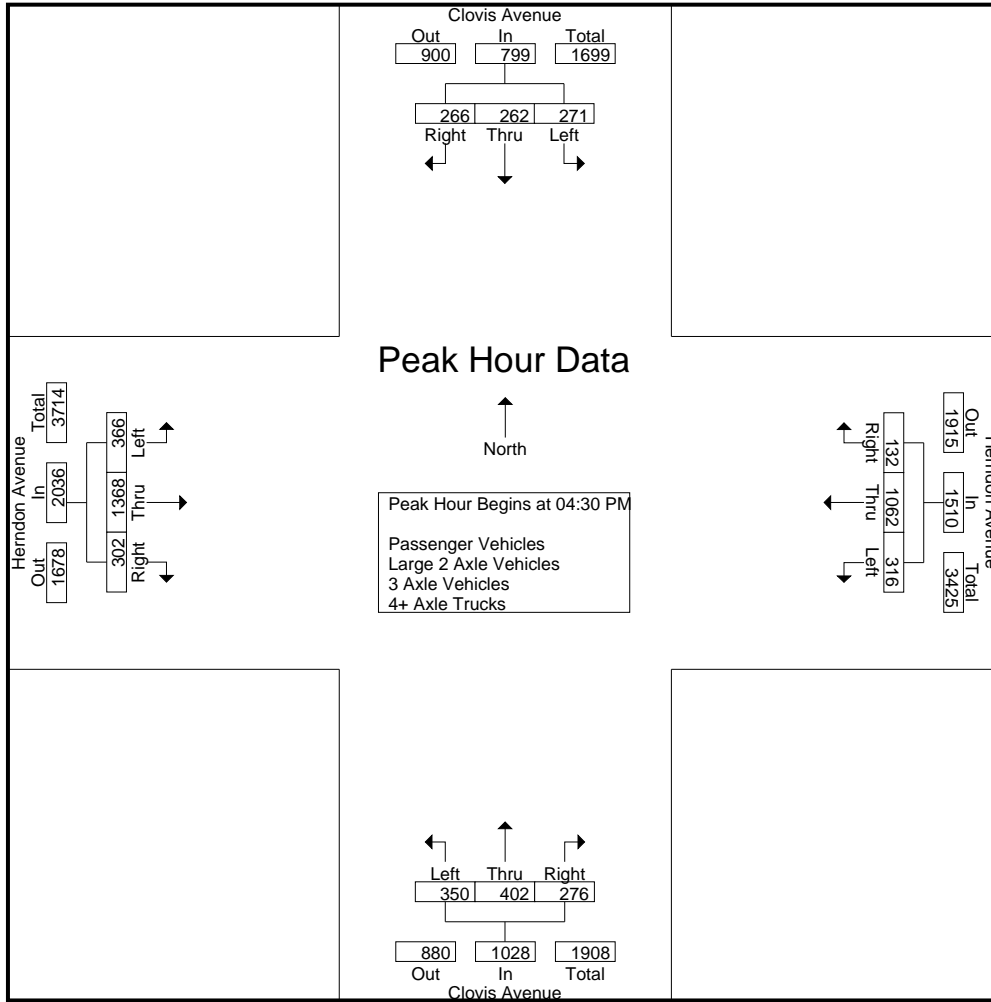 Clovis Avenue
Out In Total
900 799 1699
266 262 271
Right Thru Left
Peak Hour Data
North
Peak Hour Begins at 04:30 PM
Passenger Vehicles
Large 2 Axle Vehicles
3 Axle Vehicles
4+ Axle Trucks
Herndon Avenue
Out In Total
1678 2036 3714
366 1368 302
Left Thru Right
Herndon Avenue
Out In Total
1915 1510 3425
132 1062 316
Right Thru Left
Left Thru Right
350 402 276
880 1028 1908
Out In Total
Clovis Avenue